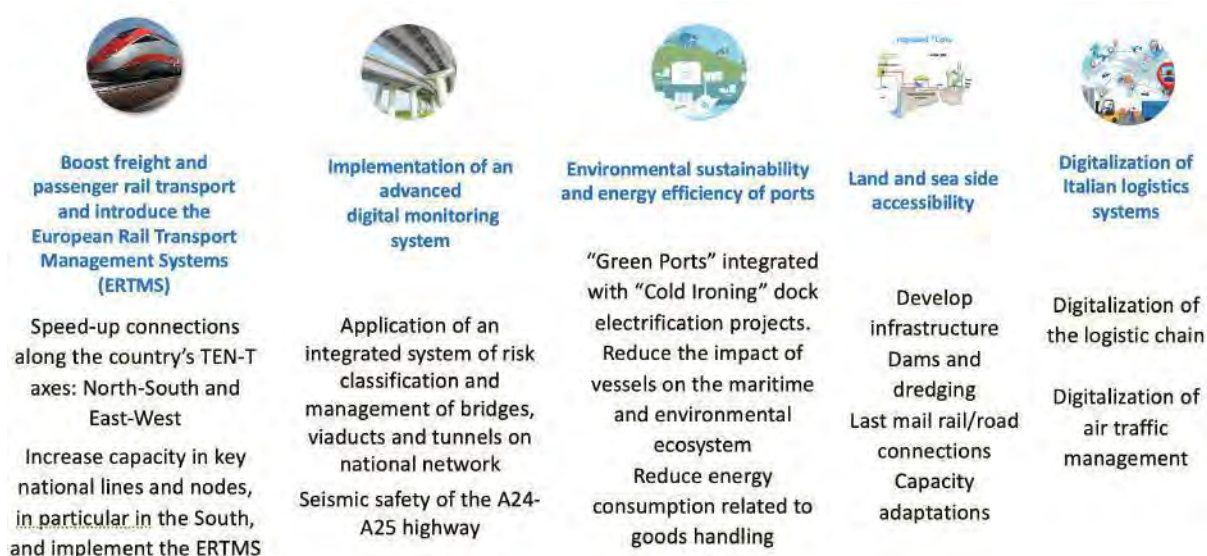 Boost freight and
passenger rail transport
and introduce the
European Rail Transport
Management Systems
(ERTMS)
Speed-up connections
along the country's TEN-T
axes: North-South and
East-West
Increase capacity in key
national lines and nodes,
in particular in the South,
and implement the ERTMS
Implementation of an
advanced
digital monitoring
system
Application of an
integrated system of risk
classification and
management of bridges,
viaducts and tunnels on
national network
Seismic safety of the A24-
A25 highway
Environmental sustainability
and energy efficiency of ports
“Green Ports” integrated
with “Cold Ironing” dock
electrification projects.
Reduce the impact of
vessels on the maritime
and environmental
ecosystem
Reduce energy
consumption related to
goods handling
Land and sea side
accessibility
Develop
infrastructure
Dams and
dredging
Last mail rail/road
connections
Capacity
adaptations
Digitalization of
Italian logistics
systems
Digitalization of
the logistic chain
Digitalization of
air traffic
management